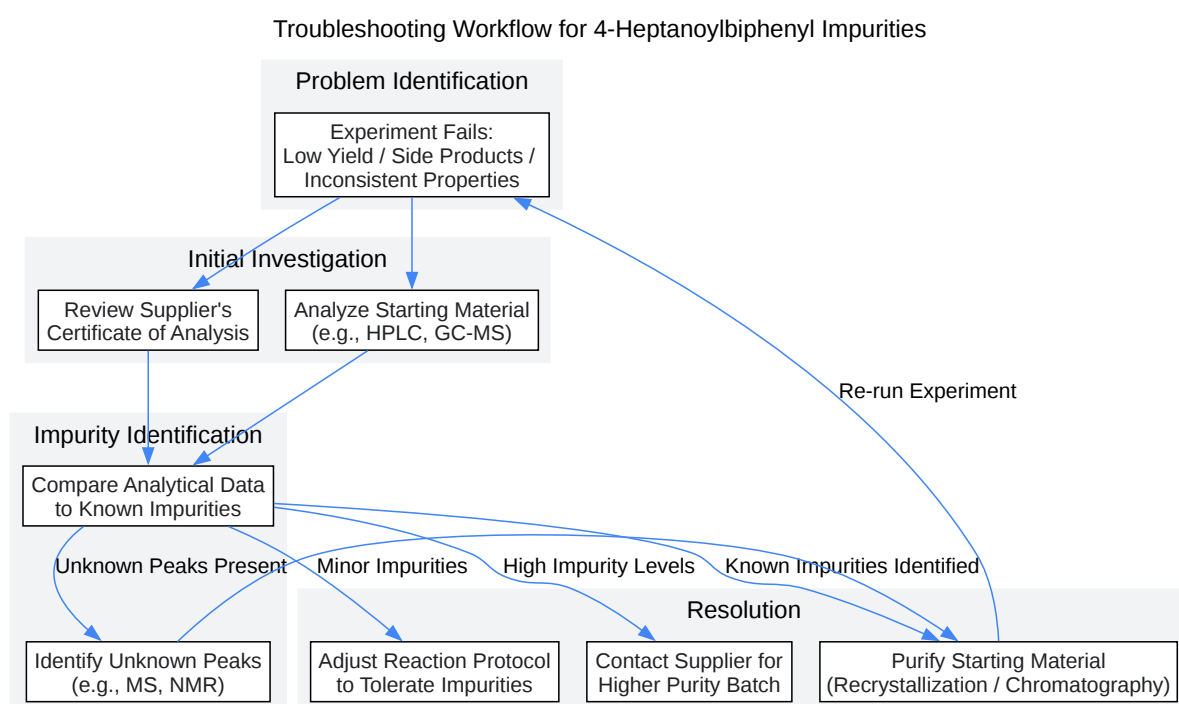 Troubleshooting Workflow for 4-Heptanoylbiphenyl Impurities
Problem Identification
Experiment Fails:
Low Yield / Side Products /
Inconsistent Properties
Initial Investigation
Review Supplier's
Certificate of Analysis
Analyze Starting Material
(e.g., HPLC, GC-MS)
Re-run Experiment
Impurity Identification
Compare Analytical Data
to Known Impurities
Unknown Peaks Present
Minor Impurities
High Impurity Levels
Known Impurities Identified
Resolution
Identify Unknown Peaks
(e.g., MS, NMR)
Adjust Reaction Protocol
to Tolerate Impurities
Contact Supplier for
Higher Purity Batch
Purify Starting Material
(Recrystallization / Chromatography)